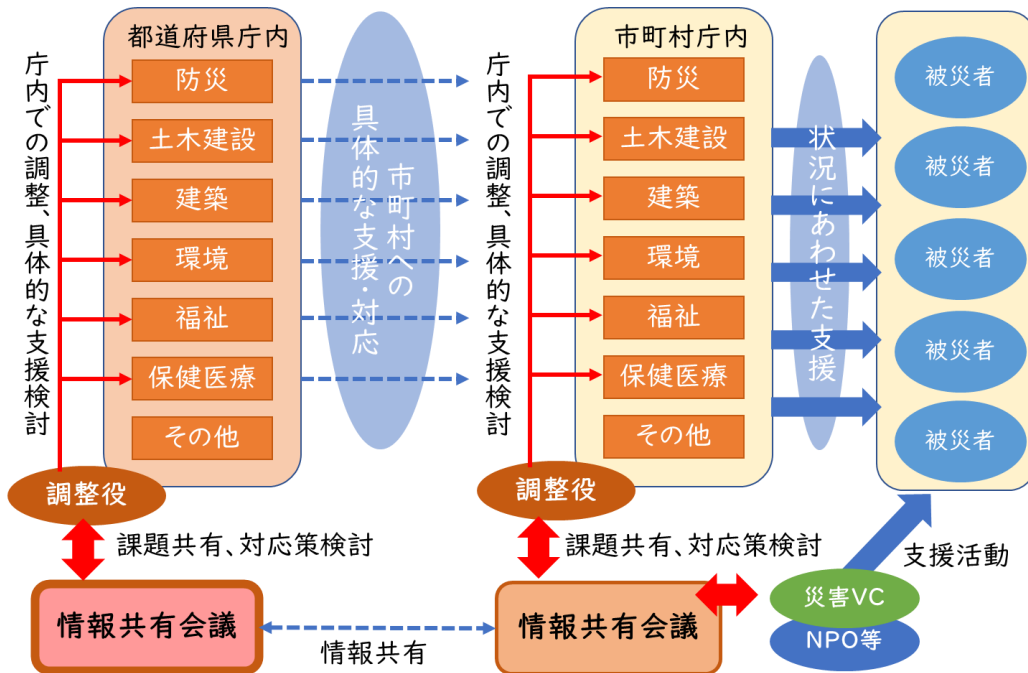 庁内での調整、具体的な支援検討
都道府県庁内
防災
土木建設
建築
環境
福祉
保健医療
その他
調整役
市町村への
具体的な支援・対応
庁内での調整、具体的な支援検討
市町村庁内
防災
土木建設
建築
環境
福祉
保健医療
その他
調整役
状況にあわせた支援
被災者
被災者
被災者
被災者
被災者
課題共有、対応策検討
情報共有会議
情報共有
課題共有、対応策検討
情報共有会議
支援活動
災害VC
NPO等